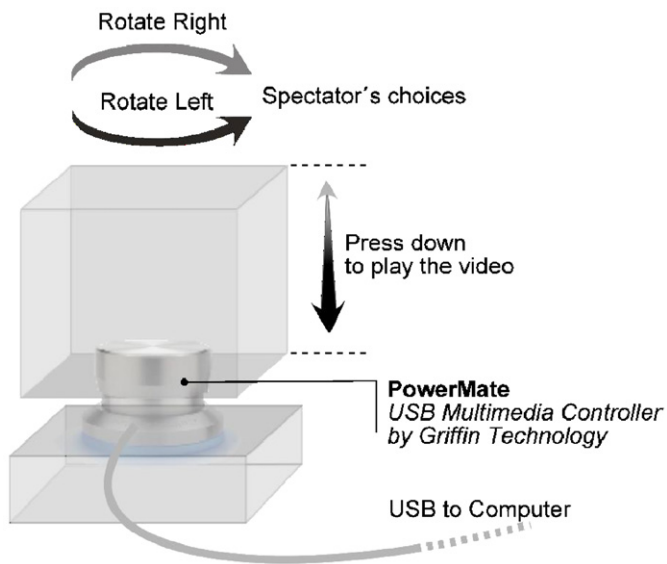 Rotate Right
Rotate Left
Spectator´s choices
Press down
to play the video
PowerMate
USB Multimedia Controller
by Griffin Technology
USB to Computer